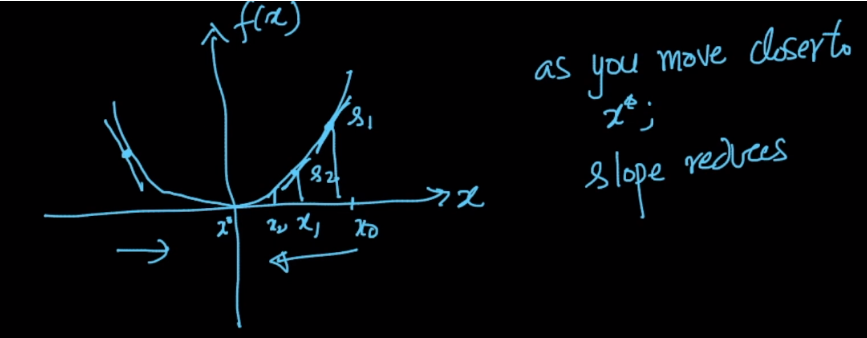 f(x)
as you move closer to
x*;
slope reduces
s1
s2
x
x* x2 x1 x0